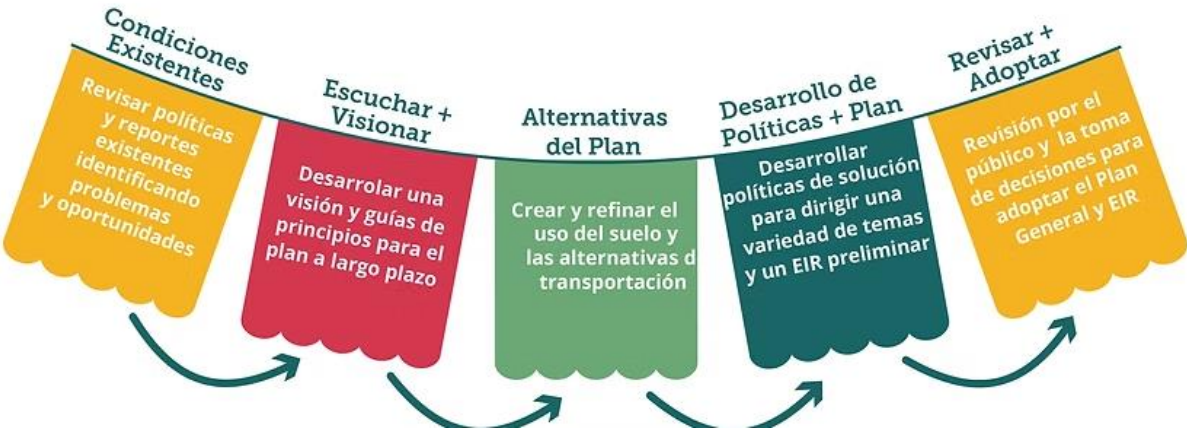 Condiciones
Existentes
Revisar políticas
y reportes
existentes
identificando
problemas
y oportunidades
Escuchar +
Visionar
Desarrolar una
visión y guías de
principios para el
plan a largo plazo
Alternativas
del Plan
Crear y refinar el
uso del suelo y
las alternativas d
transportación
Desarrollo de
Políticas + Plan
Desarrollar
políticas de solución
para dirigir una
variedad de temas
y un EIR preliminar
Revisar +
Adoptar
Revisión por el
público y la toma
de decisiones para
adoptar el Plan
General y EIR